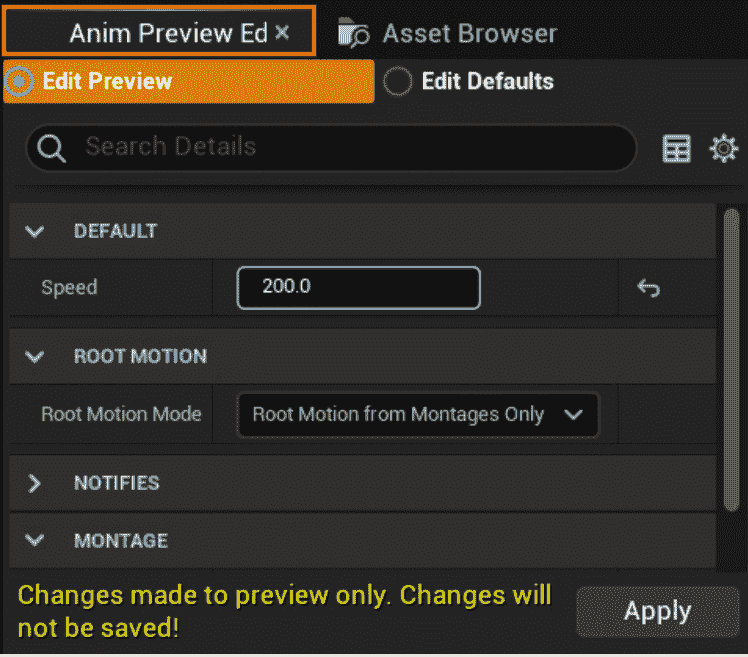 Anim Preview Ed × Asset Browser
Edit Preview Edit Defaults
Search Details
DEFAULT
Speed 200.0
ROOT MOTION
Root Motion Mode Root Motion from Montages Only
NOTIFIES
MONTAGE
Changes made to preview only. Changes will
not be saved!
Apply